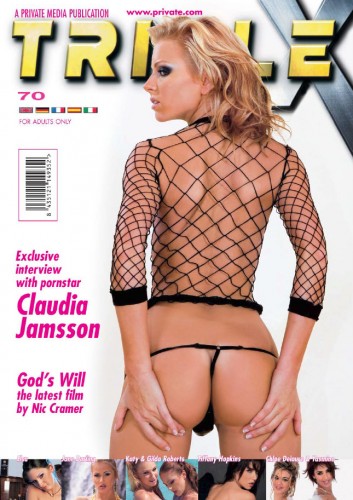 A PRIVATE MEDIA PUBLICATION www.private.com
TRIPLE X
70
FOR ADULTS ONLY
Exclusive
interview
with pornstar
Claudia
Jamsson
God's Will
the latest film
by Nic Cramer
Katy & Gilda Roberts
Tiffany Hopkins